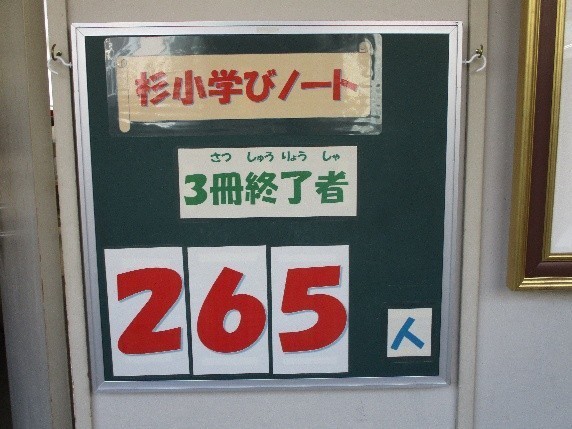 杉小学びノート
さつ しゅうりょう しゃ
3冊終了者
265
人